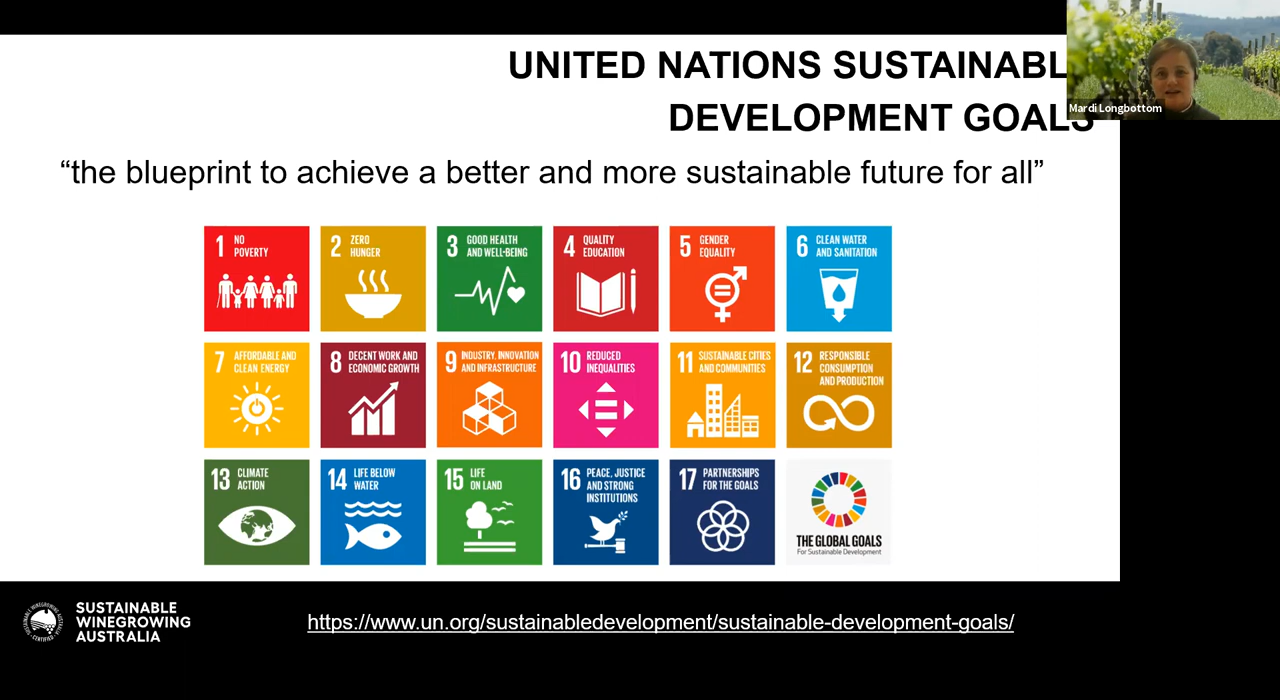 UNITED NATIONS SUSTAINABL
DEVELOPMENT GOALS
Mardi Longbottom
“the blueprint to achieve a better and more sustainable future for all”
1 NO
POVERTY
2 ZERO
HUNGER
3 GOOD HEALTH
AND WELL-BEING
4 QUALITY
EDUCATION
5 GENDER
EQUALITY
6 CLEAN WATER
AND SANITATION
7 AFFORDABLE AND
CLEAN ENERGY
8 DECENT WORK AND
ECONOMIC GROWTH
9 INDUSTRY, INNOVATION
AND INFRASTRUCTURE
10 REDUCED
INEQUALITIES
11 SUSTAINABLE CITIES
AND COMMUNITIES
12 RESPONSIBLE
CONSUMPTION
AND PRODUCTION
13 CLIMATE
ACTION
14 LIFE BELOW
WATER
15 LIFE
ON LAND
16 PEACE, JUSTICE
AND STRONG
INSTITUTIONS
17 PARTNERSHIPS
FOR THE GOALS
THE GLOBAL GOALS
For Sustainable Development
SUSTAINABLE WINEGROWING AUSTRALIA
CERTIFIED
SUSTAINABLE
WINEGROWING
AUSTRALIA
https://www.un.org/sustainabledevelopment/sustainable-development-goals/